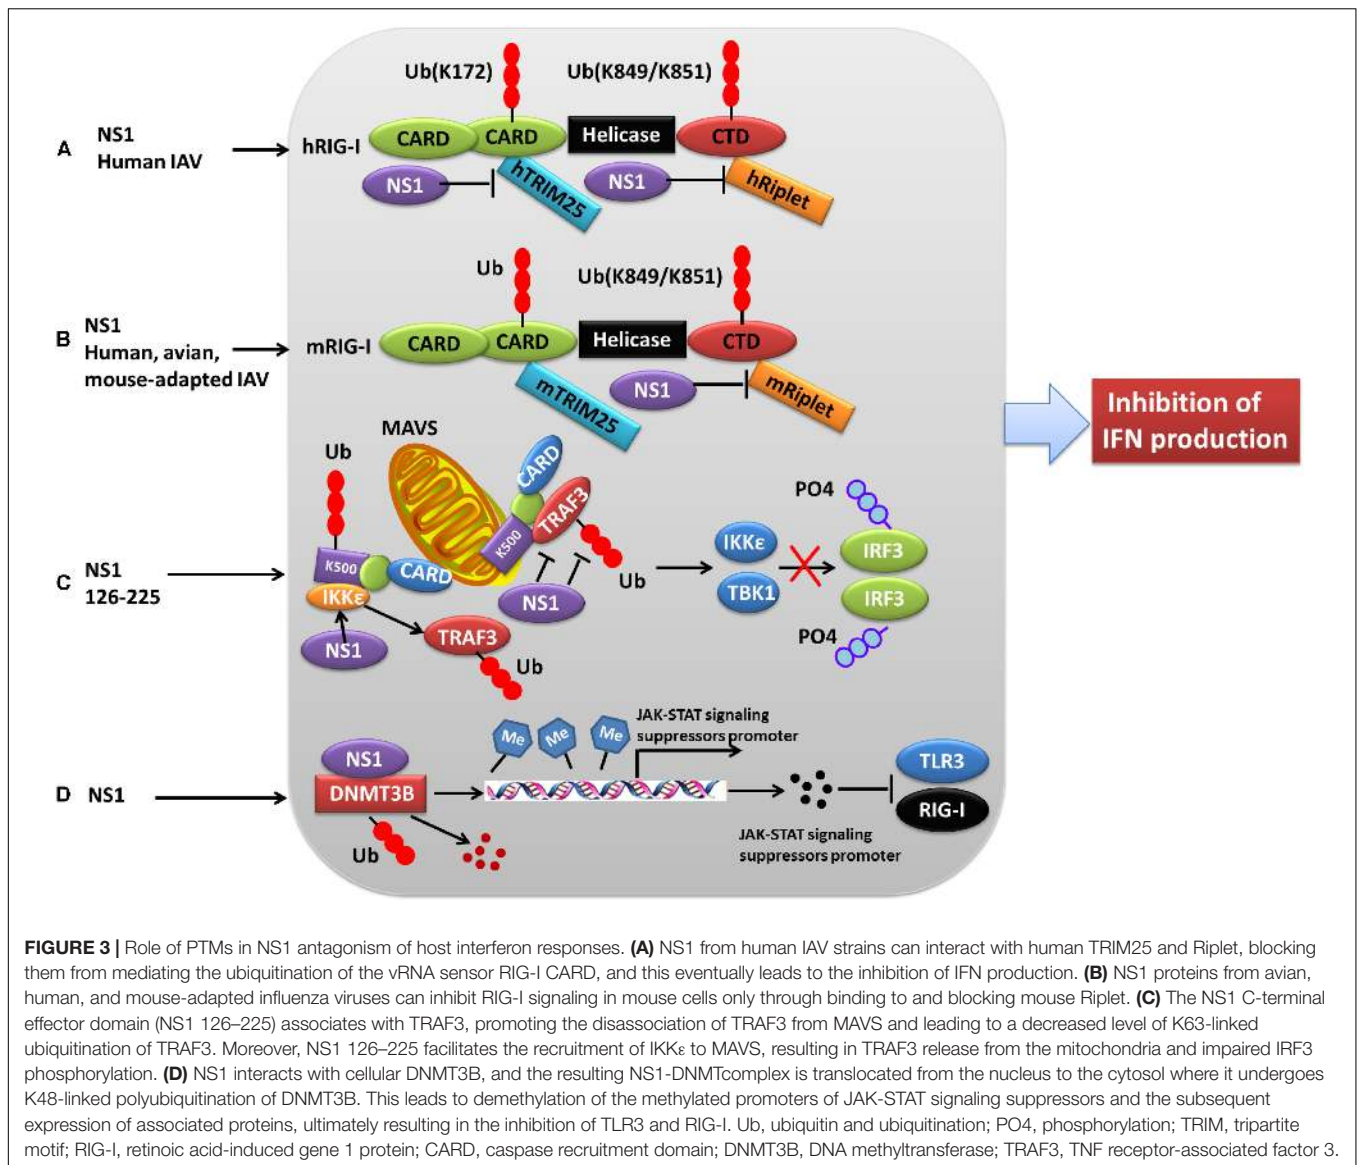 Ub(K172)
Ub(K849/K851)
A
NS1
Human IAV
hRIG-I
CARD
CARD
Helicase
CTD
NS1
hTRIM25
NS1
hRiplet
Ub
Ub(K849/K851)
B
NS1
Human, avian,
mouse-adapted IAV
mRIG-I
CARD
CARD
Helicase
CTD
mTRIM25
NS1
mRiplet
Inhibition of
IFN production
MAVS
Ub
CARD
TRAF3
K500
Ub
PO4
IKKε
TBK1
IRF3
IRF3
PO4
C
NS1
126-225
K500
CARD
IKKε
NS1
NS1
TRAF3
Ub
D
NS1
NS1
DNMT3B
Ub
Me
Me
Me
JAK-STAT signaling
suppressors promoter
JAK-STAT signaling
suppressors promoter
TLR3
RIG-I
FIGURE 3 | Role of PTMs in NS1 antagonism of host interferon responses. (A) NS1 from human IAV strains can interact with human TRIM25 and Riplet, blocking
them from mediating the ubiquitination of the vRNA sensor RIG-I CARD, and this eventually leads to the inhibition of IFN production. (B) NS1 proteins from avian,
human, and mouse-adapted influenza viruses can inhibit RIG-I signaling in mouse cells only through binding to and blocking mouse Riplet. (C) The NS1 C-terminal
effector domain (NS1 126–225) associates with TRAF3, promoting the disassociation of TRAF3 from MAVS and leading to a decreased level of K63-linked
ubiquitination of TRAF3. Moreover, NS1 126–225 facilitates the recruitment of IKKε to MAVS, resulting in TRAF3 release from the mitochondria and impaired IRF3
phosphorylation. (D) NS1 interacts with cellular DNMT3B, and the resulting NS1-DNMTcomplex is translocated from the nucleus to the cytosol where it undergoes
K48-linked polyubiquitination of DNMT3B. This leads to demethylation of the methylated promoters of JAK-STAT signaling suppressors and the subsequent
expression of associated proteins, ultimately resulting in the inhibition of TLR3 and RIG-I. Ub, ubiquitin and ubiquitination; PO4, phosphorylation; TRIM, tripartite
motif; RIG-I, retinoic acid-induced gene 1 protein; CARD, caspase recruitment domain; DNMT3B, DNA methyltransferase; TRAF3, TNF receptor-associated factor 3.